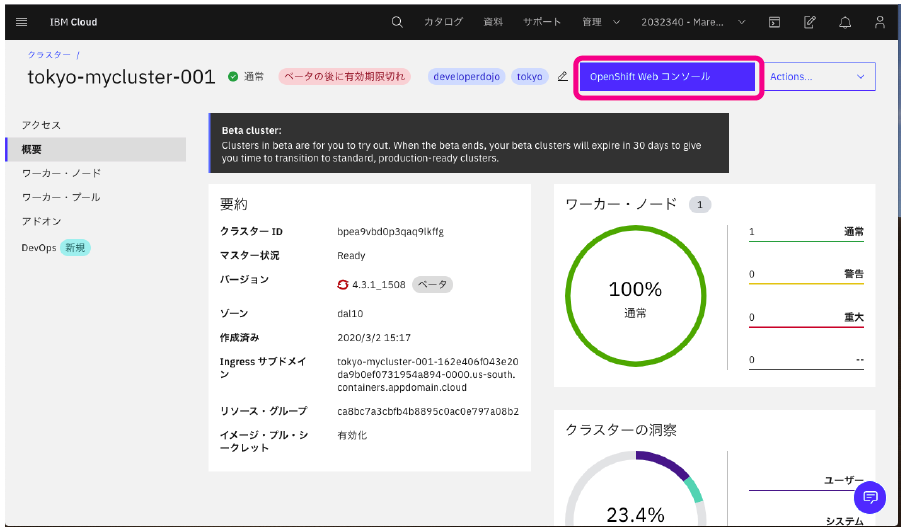 IBM Cloud
カタログ 資料 サポート 管理 2032340 - Mare...
クラスター /
tokyo-mycluster-001 通常 ベータの後に有効期限切れ developerdojo tokyo OpenShift Web コンソール Actions...
アクセス
概要
ワーカー・ノード
ワーカー・プール
アドオン
DevOps 新規
Beta cluster:
Clusters in beta are for you to try out. When the beta ends, your beta clusters will expire in 30 days to give
you time to transition to standard, production-ready clusters.
要約
クラスター ID bpea9vbd0p3qaq9lkffg
マスター状況 Ready
バージョン 4.3.1_1508 ベータ
ゾーン dal10
作成済み 2020/3/2 15:17
Ingress サブドメイ
ン
tokyo-mycluster-001-162e406f043e20
da9b0ef0731954a894-0000.us-south.
containers.appdomain.cloud
リソース・グループ ca8bc7a3cbfb4b8895c0ac0e797a08b2
イメージ・プル・シ
ークレット
有効化
ワーカー・ノード 1
100%
通常
1 通常
0 警告
0 重大
0 --
クラスターの洞察
23.4%
ユーザー
システム